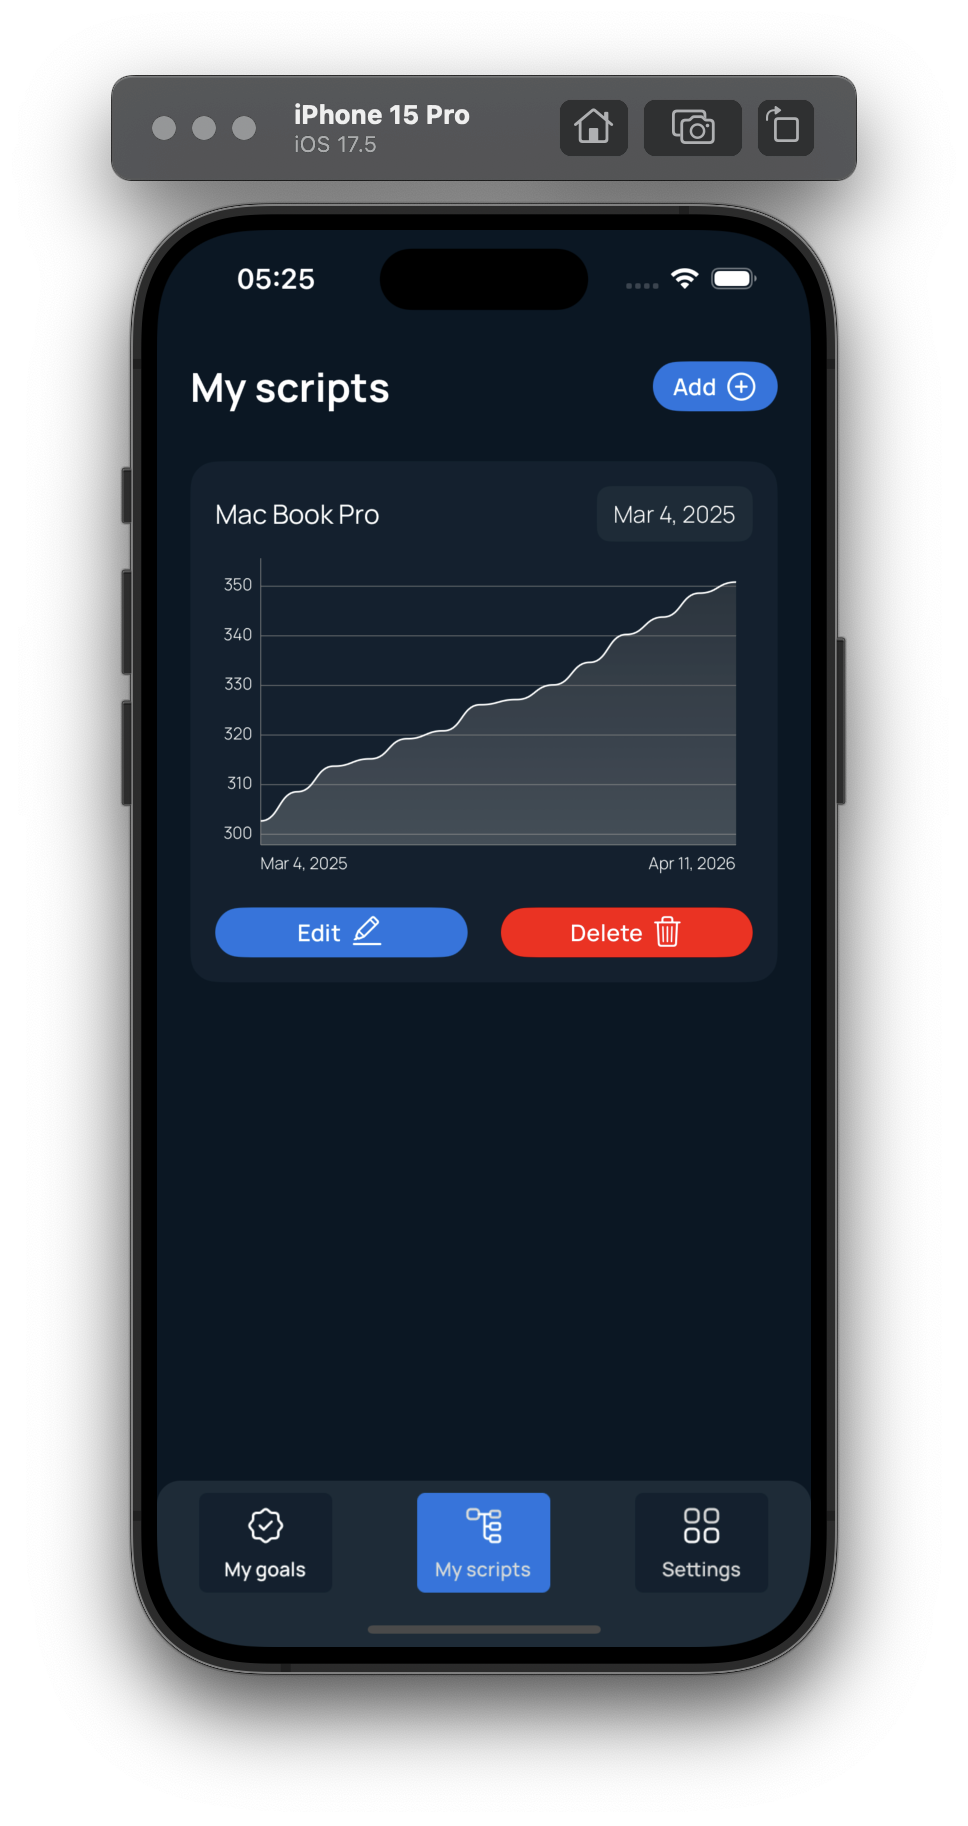 iPhone 15 Pro
iOS 17.5
05:25
My scripts
Add
Mac Book Pro
Mar 4, 2025
350
340
330
320
310
300
Mar 4, 2025 Apr 11, 2026
Edit
Delete
My goals
My scripts
Settings